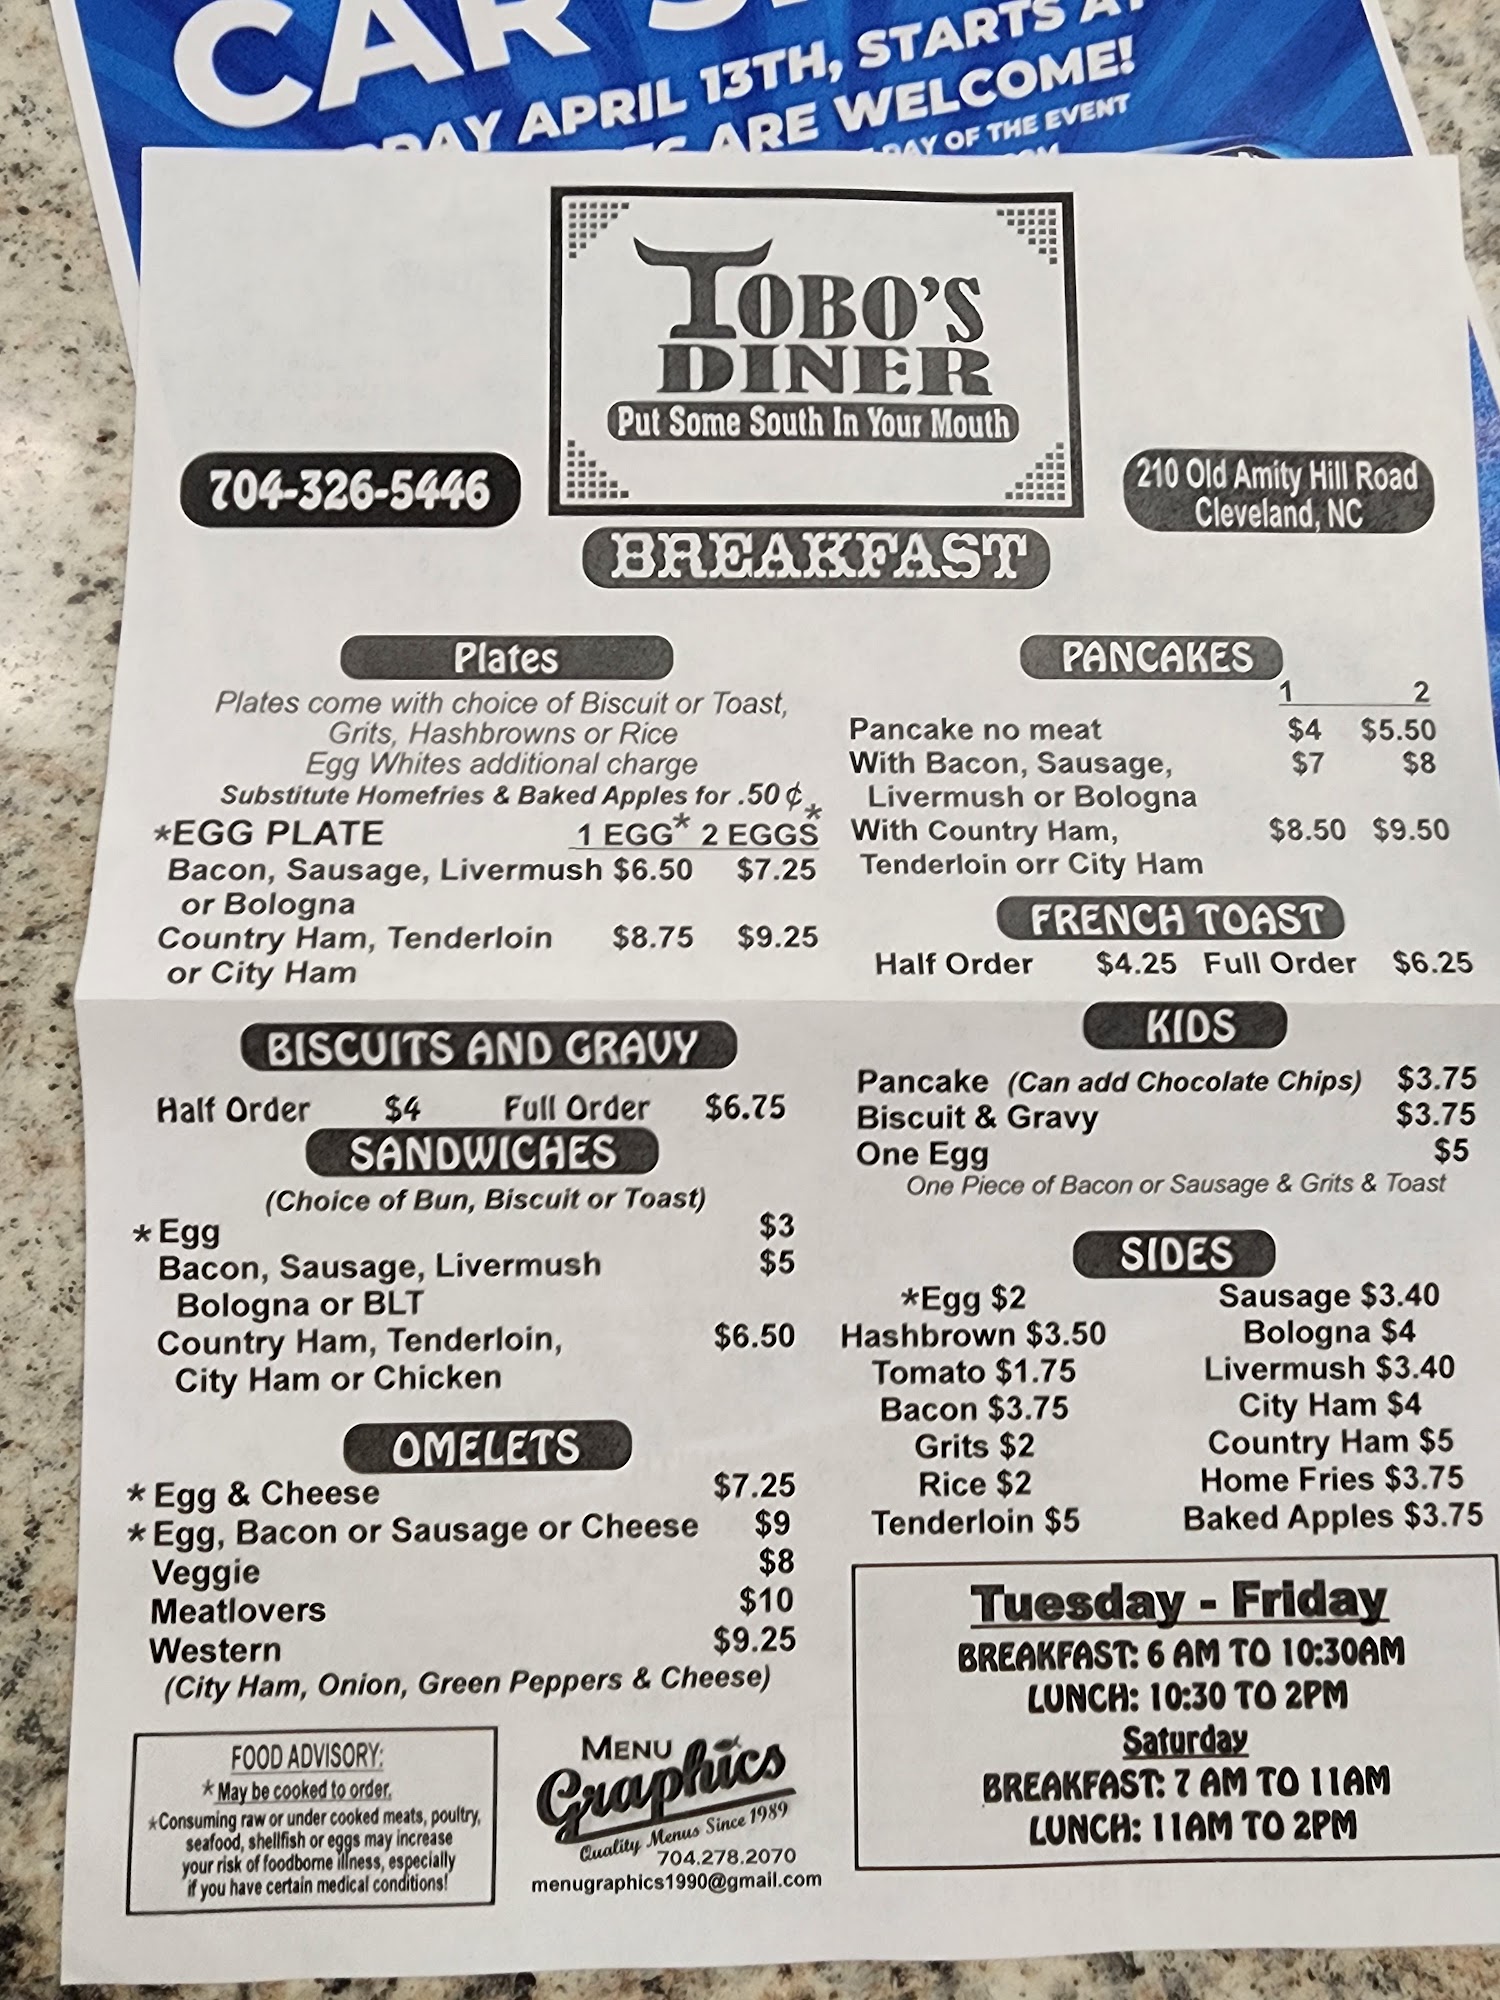 CAR
DAY APRIL 13TH, STARTS AT
ARE WELCOME!
DAY OF THE EVENT
TOBO'S
DINER
Put Some South In Your Mouth
704-326-5446
210 Old Amity Hill Road
Cleveland, NC
BREAKFAST
Plates
Plates come with choice of Biscuit or Toast,
Grits, Hashbrowns or Rice
Egg Whites additional charge
Substitute Homefries & Baked Apples for .50 ¢
*EGG PLATE 1 EGG* 2 EGGS*
Bacon, Sausage, Livermush $6.50 $7.25
or Bologna
Country Ham, Tenderloin $8.75 $9.25
or City Ham
BISCUITS AND GRAVY
Half Order $4 Full Order $6.75
SANDWICHES
(Choice of Bun, Biscuit or Toast)
*Egg $3
Bacon, Sausage, Livermush $5
Bologna or BLT
Country Ham, Tenderloin, $6.50
City Ham or Chicken
OMELETS
*Egg & Cheese $7.25
*Egg, Bacon or Sausage or Cheese $9
Veggie $8
Meatlovers $10
Western $9.25
(City Ham, Onion, Green Peppers & Cheese)
FOOD ADVISORY:
*May be cooked to order.
*Consuming raw or under cooked meats, poultry,
seafood, shellfish or eggs may increase
your risk of foodborne illness, especially
if you have certain medical conditions!
MENU
Graphics
Quality Menus Since 1989
704.278.2070
menugraphics1990@gmail.com
PANCAKES
1 2
Pancake no meat $4 $5.50
With Bacon, Sausage, $7 $8
Livermush or Bologna
With Country Ham, $8.50 $9.50
Tenderloin orr City Ham
FRENCH TOAST
Half Order $4.25 Full Order $6.25
KIDS
Pancake (Can add Chocolate Chips) $3.75
Biscuit & Gravy $3.75
One Egg $5
One Piece of Bacon or Sausage & Grits & Toast
SIDES
*Egg $2 Sausage $3.40
Hashbrown $3.50 Bologna $4
Tomato $1.75 Livermush $3.40
Bacon $3.75 City Ham $4
Grits $2 Country Ham $5
Rice $2 Home Fries $3.75
Tenderloin $5 Baked Apples $3.75
Tuesday - Friday
BREAKFAST: 6 AM TO 10:30AM
LUNCH: 10:30 TO 2PM
Saturday
BREAKFAST: 7 AM TO 11AM
LUNCH: 11AM TO 2PM